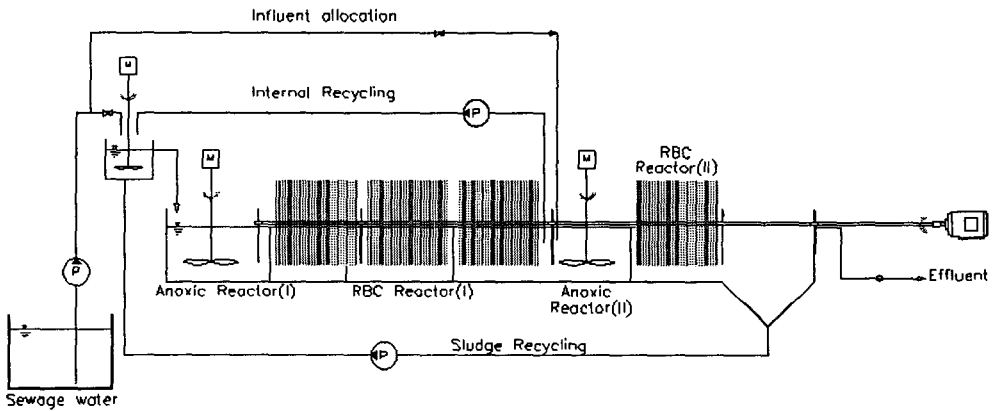 Influent allocation
M
Internal Recycling
P
M
M
RBC
Reactor(II)
P
Anoxic Reactor(I)
RBC Reactor(I)
Anoxic
Reactor(II)
Effluent
P
Sludge Recycling
Sewage water